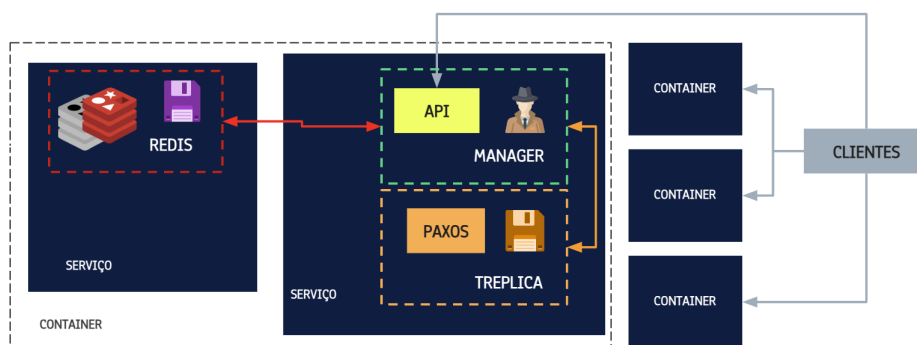 REDIS
SERVIÇO
API
MANAGER
PAXOS
TREPLICA
SERVIÇO
CONTAINER
CONTAINER
CONTAINER
CONTAINER
CLIENTES